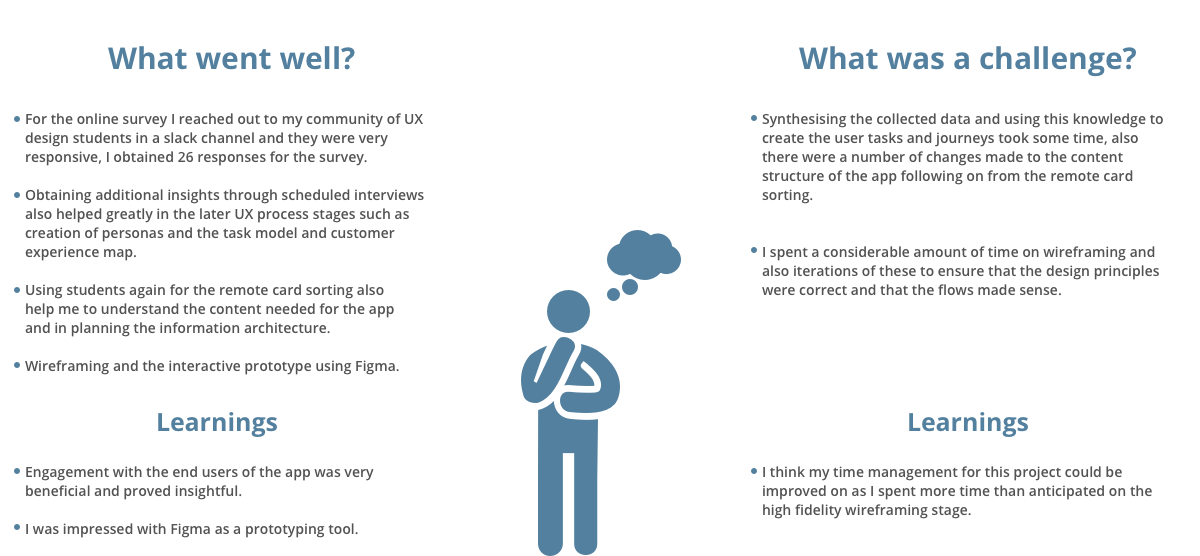 What went well?
• For the online survey I reached out to my community of UX
design students in a slack channel and they were very
responsive, I obtained 26 responses for the survey.
• Obtaining additional insights through scheduled interviews
also helped greatly in the later UX process stages such as
creation of personas and the task model and customer
experience map.
• Using students again for the remote card sorting also
help me to understand the content needed for the app
and in planning the information architecture.
• Wireframing and the interactive prototype using Figma.
Learnings
• Engagement with the end users of the app was very
beneficial and proved insightful.
• I was impressed with Figma as a prototyping tool.
What was a challenge?
• Synthesising the collected data and using this knowledge to
create the user tasks and journeys took some time, also
there were a number of changes made to the content
structure of the app following on from the remote card
sorting.
• I spent a considerable amount of time on wireframing and
also iterations of these to ensure that the design principles
were correct and that the flows made sense.
Learnings
• I think my time management for this project could be
improved on as I spent more time than anticipated on the
high fidelity wireframing stage.